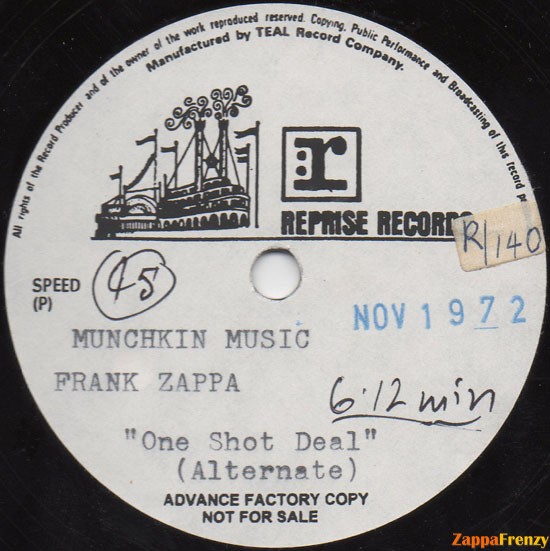 All rights of the Record Producer and of the owner of the work reproduced reserved. Copying, Public Performance and Broadcasting of this record
Manufactured by TEAL Record Company.
r
REPRISE RECORDS
R/140
SPEED
(P)
45
NOV 1972
MUNCHKIN MUSIC
FRANK ZAPPA
6·12 min
"One Shot Deal"
(Alternate)
ADVANCE FACTORY COPY
NOT FOR SALE
ZappaFrenzy